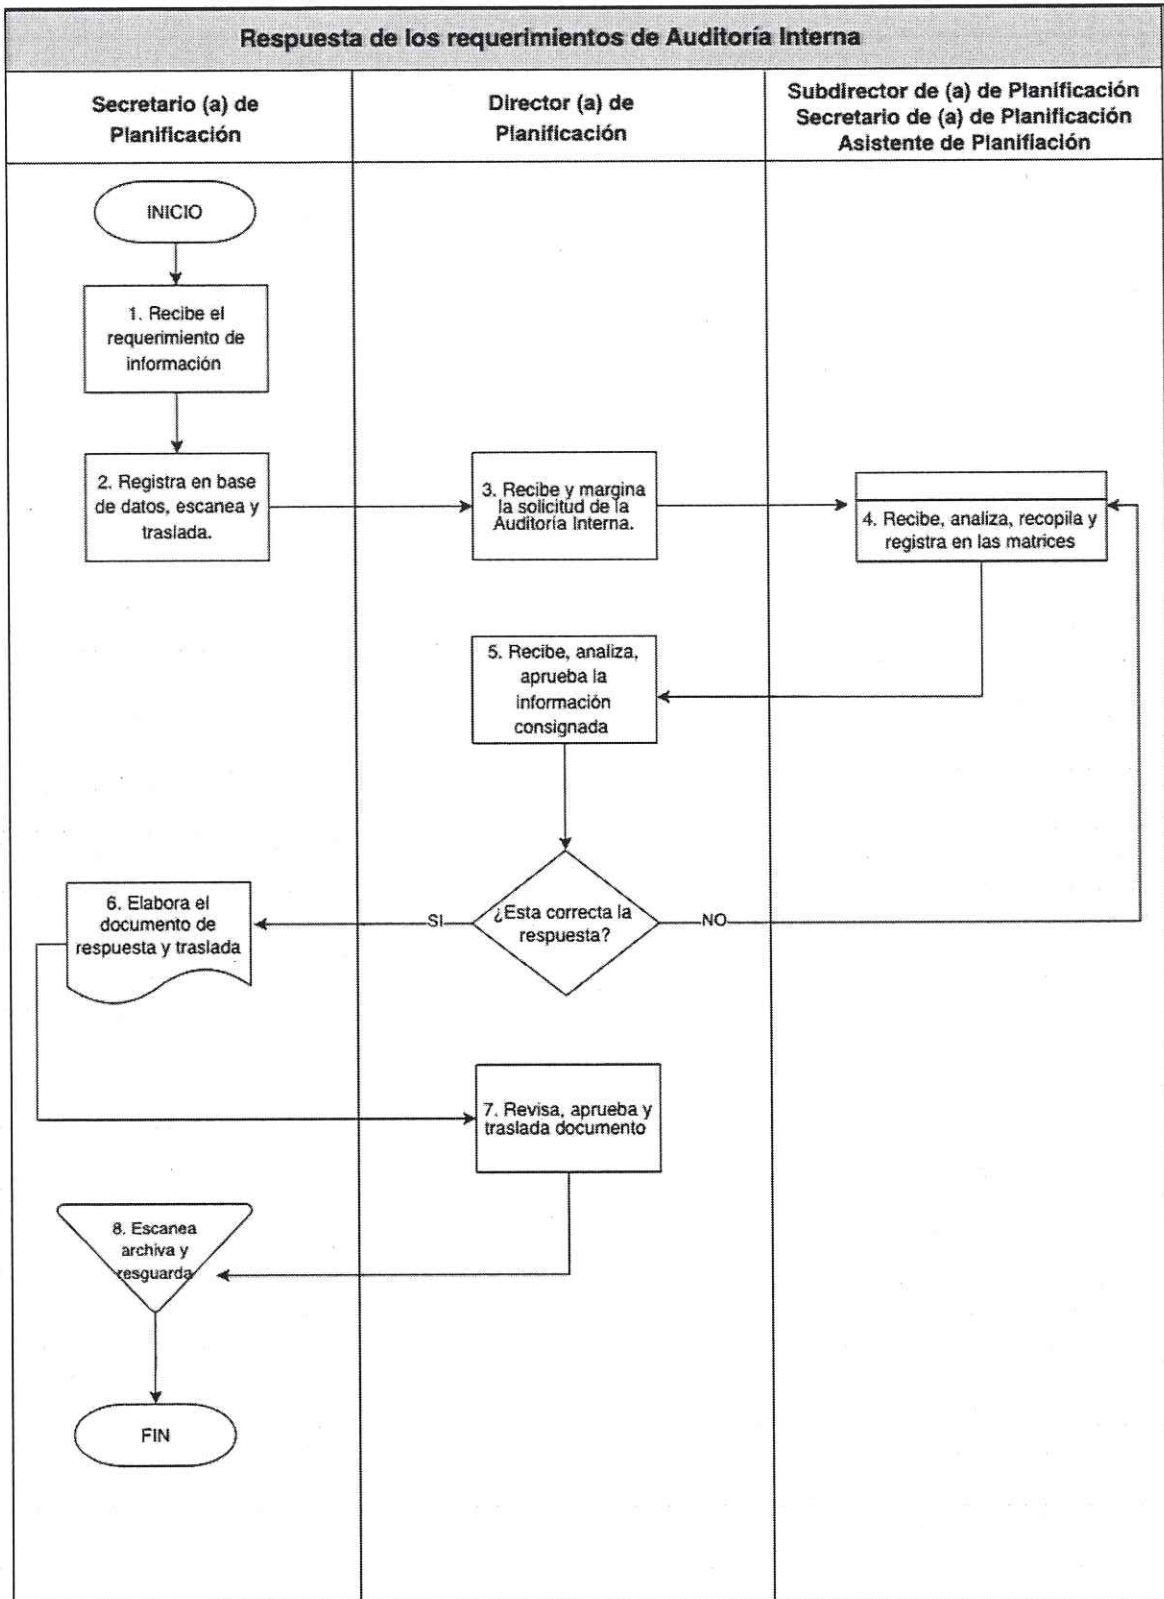 Respuesta de los requerimientos de Auditoría Interna
Secretario (a) de
Planificación
Director (a) de
Planificación
Subdirector de (a) de Planificación
Secretario de (a) de Planificación
Asistente de Planifiación
INICIO
1. Recibe el
requerimiento de
información
2. Registra en base
de datos, escanea y
traslada.
3. Recibe y margina
la solicitud de la
Auditoría Interna.
4. Recibe, analiza, recopila y
registra en las matrices
5. Recibe, analiza,
aprueba la
información
consignada
¿Esta correcta la
respuesta?
SI
NO
6. Elabora el
documento de
respuesta y traslada
7. Revisa, aprueba y
traslada documento
8. Escanea
archiva y
resguarda
FIN